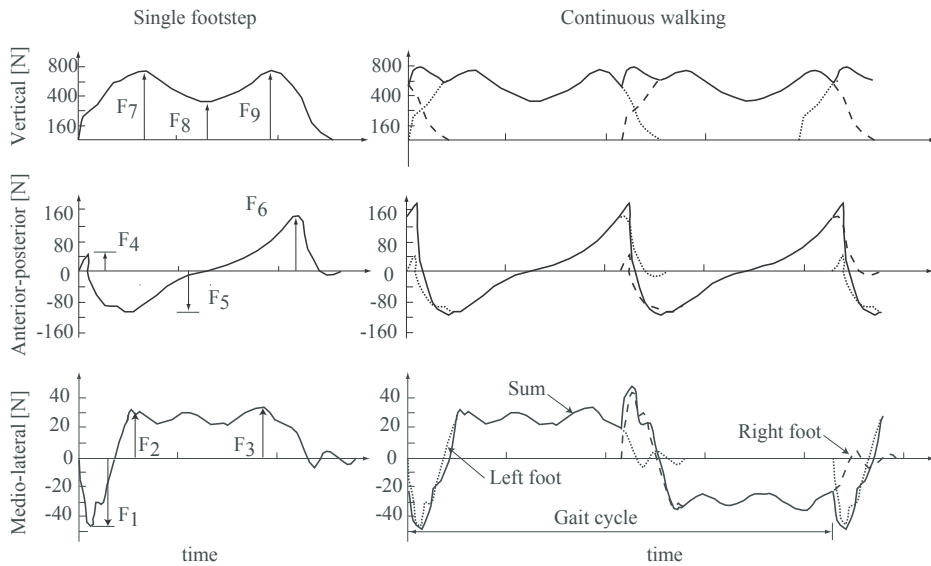 Single footstep
Continuous walking
Vertical [N]
800
400
160
F7
F8
F9
800
400
160
Anterior-posterior [N]
160
80
0
-80
-160
F4
F5
F6
160
80
0
-80
-160
Medio-lateral [N]
40
20
0
-20
-40
F1
F2
F3
time
40
20
0
-20
-40
Sum
Left foot
Right foot
Gait cycle
time